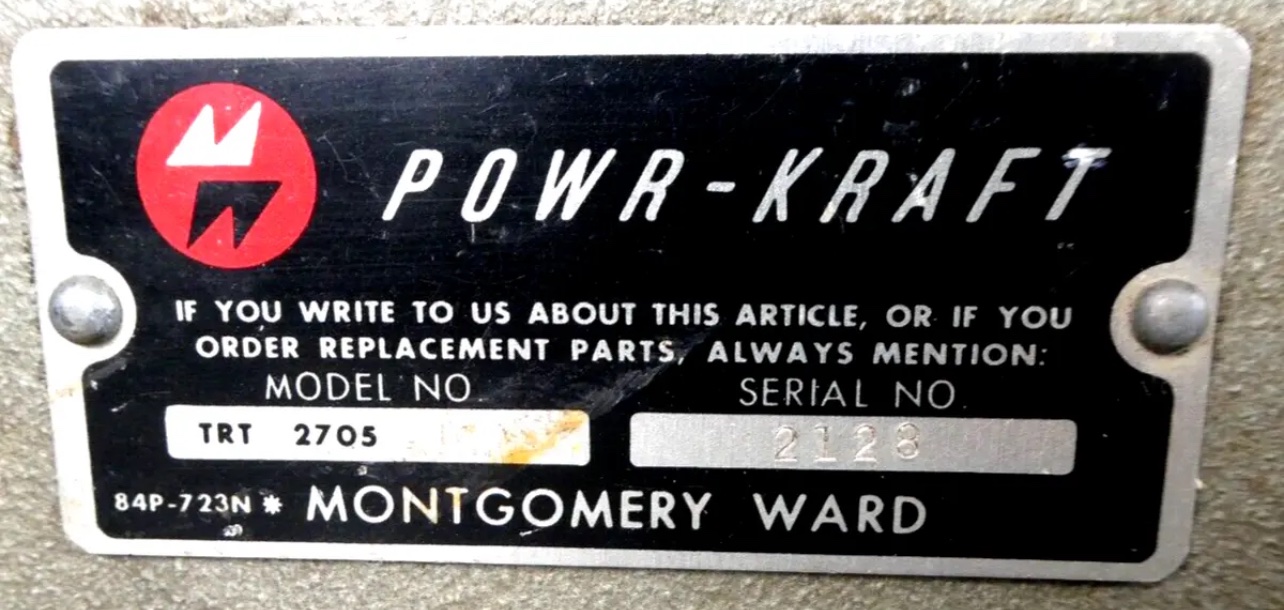 POWR-KRAFT
IF YOU WRITE TO US ABOUT THIS ARTICLE, OR IF YOU
ORDER REPLACEMENT PARTS, ALWAYS MENTION:
MODEL NO. SERIAL NO.
TRT 2705 2128
84P-723N* MONTGOMERY WARD